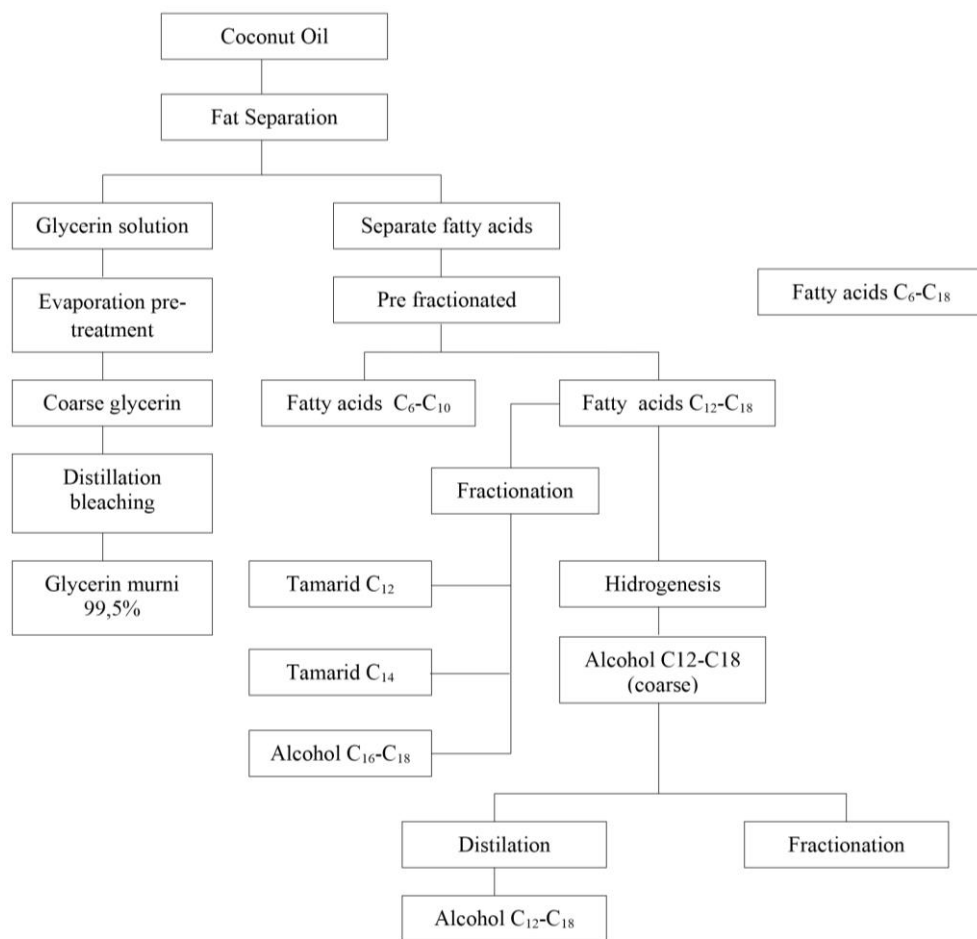 Coconut Oil
Fat Separation
Glycerin solution
Separate fatty acids
Evaporation pre-
treatment
Pre fractionated
Fatty acids C₆-C₁₈
Coarse glycerin
Fatty acids C₆-C₁₀
Fatty acids C₁₂-C₁₈
Distillation
bleaching
Fractionation
Glycerin murni
99,5%
Tamarid C₁₂
Hidrogenesis
Tamarid C₁₄
Alcohol C12-C18
(coarse)
Alcohol C₁₆-C₁₈
Distilation
Fractionation
Alcohol C₁₂-C₁₈